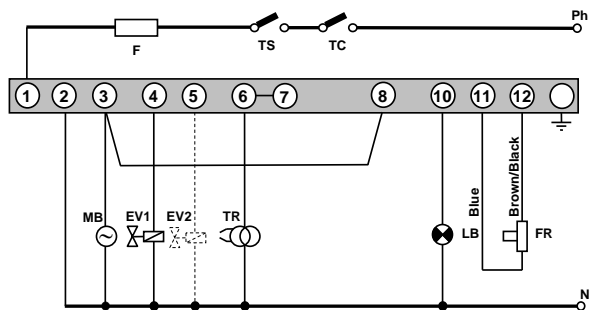 Ph
F TS TC
1 2 3 4 5 6 7 8 10 11 12
Blue
Brown/Black
MB EV1 EV2 TR LB FR
N